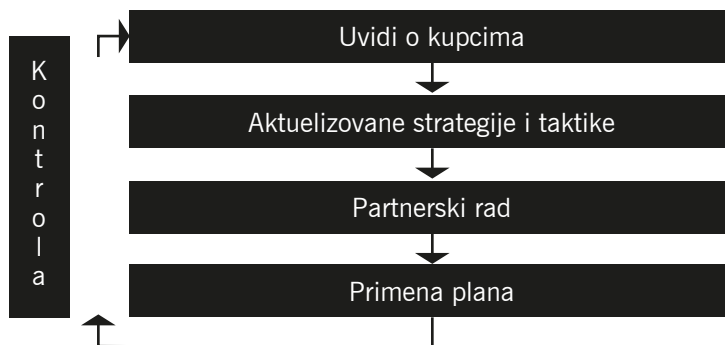 Kontrola
Uvidi o kupcima
Aktuelizovane strategije i taktike
Partnerski rad
Primena plana